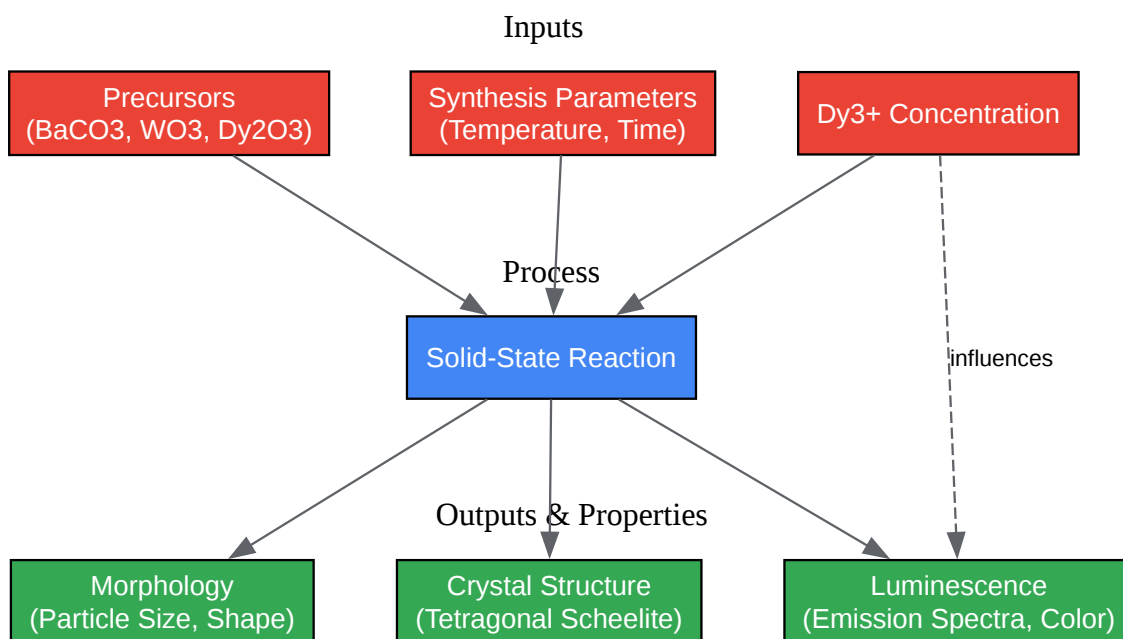 Inputs
Precursors
(BaCO3, WO3, Dy2O3)
Synthesis Parameters
(Temperature, Time)
Dy3+ Concentration
Process
Solid-State Reaction
influences
Outputs & Properties
Morphology
(Particle Size, Shape)
Crystal Structure
(Tetragonal Scheelite)
Luminescence
(Emission Spectra, Color)